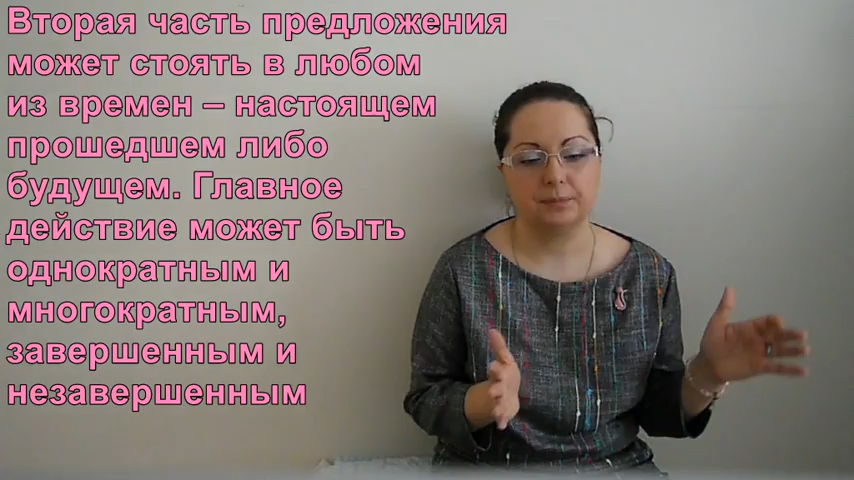 Вторая часть предложения
может стоять в любом
из времен – настоящем
прошедшем либо
будущем. Главное
действие может быть
однократным и
многократным,
завершенным и
незавершенным